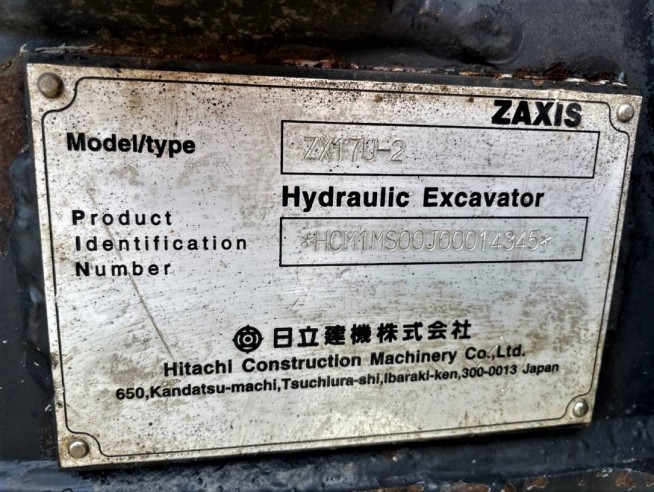 ZAXIS
Model/type ZX17U-2
Hydraulic Excavator
Product
Identification
Number
*HCM1MS00J00014345*
日立建機株式会社
Hitachi Construction Machinery Co.,Ltd.
650,Kandatsu-machi,Tsuchiura-shi,Ibaraki-ken,300-0013 Japan